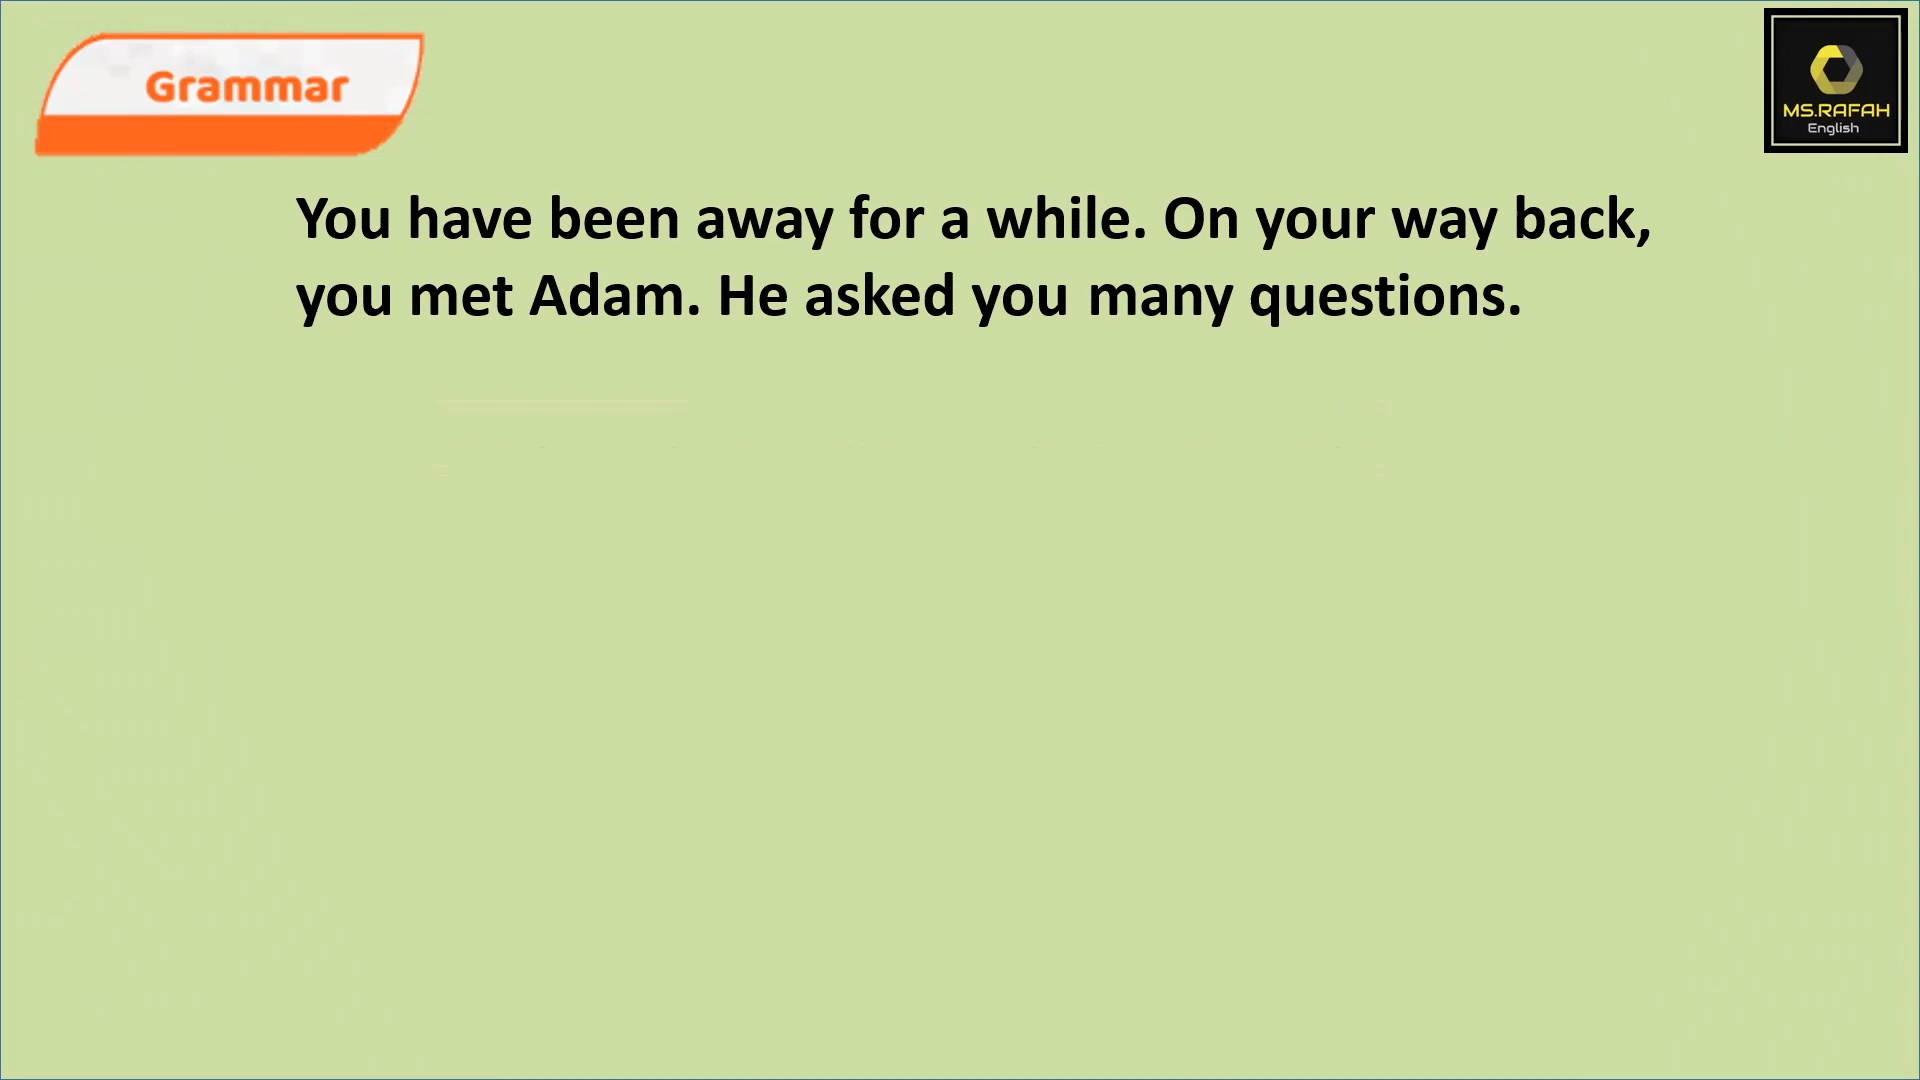 Grammar
MS.RAFAH
English
You have been away for a while. On your way back,
you met Adam. He asked you many questions.